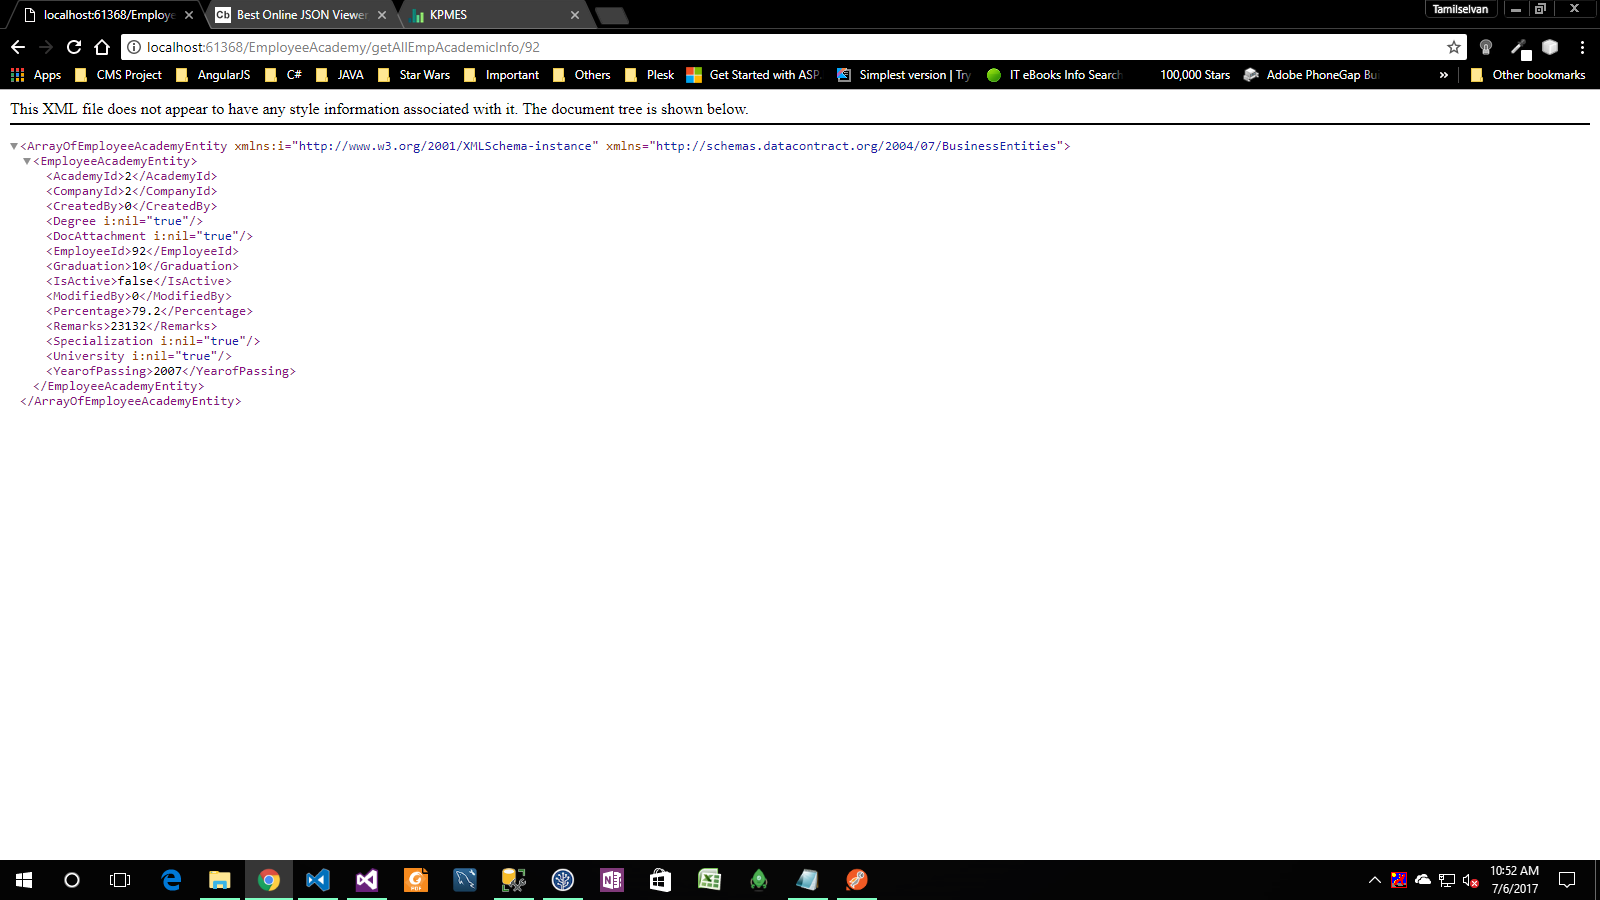 Tamilselvan
localhost:61368/Employe
Best Online JSON Viewer
KPMES
localhost:61368/EmployeeAcademy/getAllEmpAcademicInfo/92
Apps CMS Project AngularJS C# JAVA Star Wars Important Others Plesk Get Started with ASP. Simplest version | Try IT eBooks Info Search 100,000 Stars Adobe PhoneGap Bu » Other bookmarks
This XML file does not appear to have any style information associated with it. The document tree is shown below.
<ArrayOfEmployeeAcademyEntity xmlns:i="http://www.w3.org/2001/XMLSchema-instance" xmlns="http://schemas.datacontract.org/2004/07/BusinessEntities">
<EmployeeAcademyEntity>
<AcademyId>2</AcademyId>
<CompanyId>2</CompanyId>
<CreatedBy>0</CreatedBy>
<Degree i:nil="true"/>
<DocAttachment i:nil="true"/>
<EmployeeId>92</EmployeeId>
<Graduation>10</Graduation>
<IsActive>false</IsActive>
<ModifiedBy>0</ModifiedBy>
<Percentage>79.2</Percentage>
<Remarks>23132</Remarks>
<Specialization i:nil="true"/>
<University i:nil="true"/>
<YearofPassing>2007</YearofPassing>
</EmployeeAcademyEntity>
</ArrayOfEmployeeAcademyEntity>
10:52 AM
7/6/2017